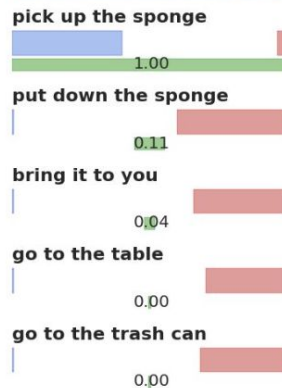 pick up the sponge
1.00
put down the sponge
0.11
bring it to you
0.04
go to the table
0.00
go to the trash can
0.00